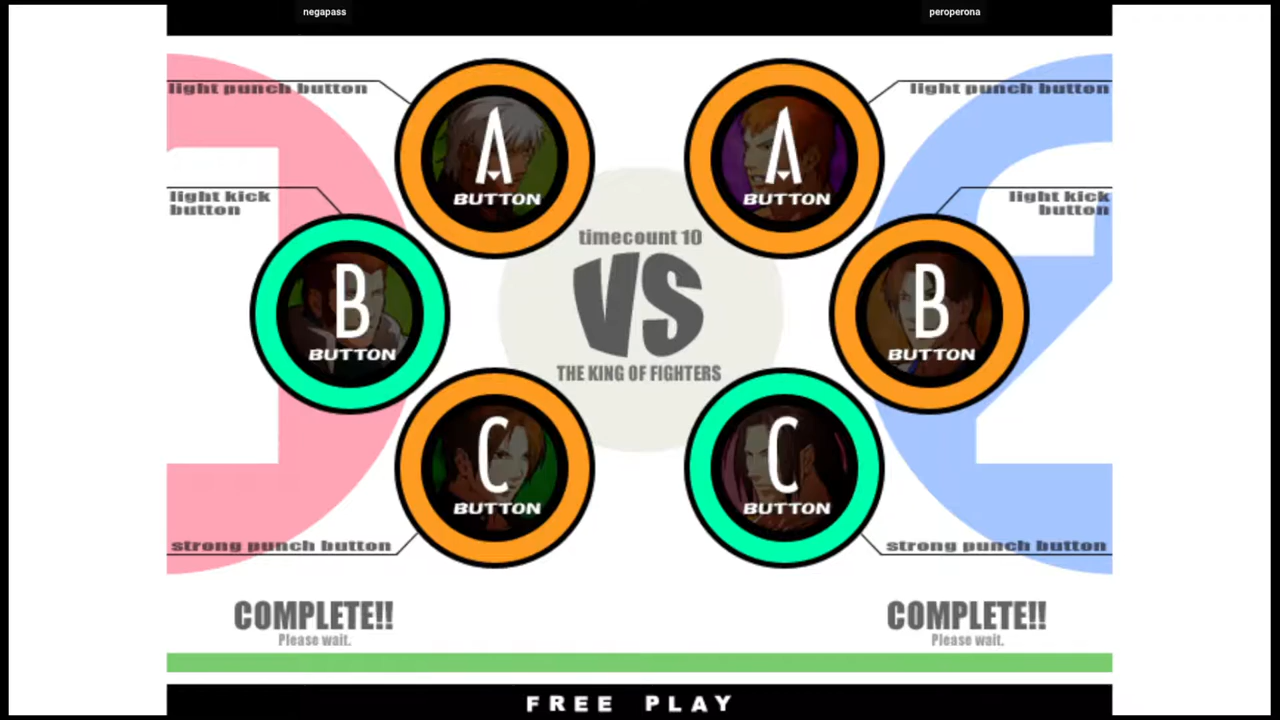 negapass
peroperona
light punch button
light punch button
A
BUTTON
A
BUTTON
light kick
button
light kick
button
timecount 10
VS
THE KING OF FIGHTERS
B
BUTTON
B
BUTTON
C
BUTTON
C
BUTTON
strong punch button
strong punch button
1
2
COMPLETE!!
Please wait.
COMPLETE!!
Please wait.
FREE PLAY